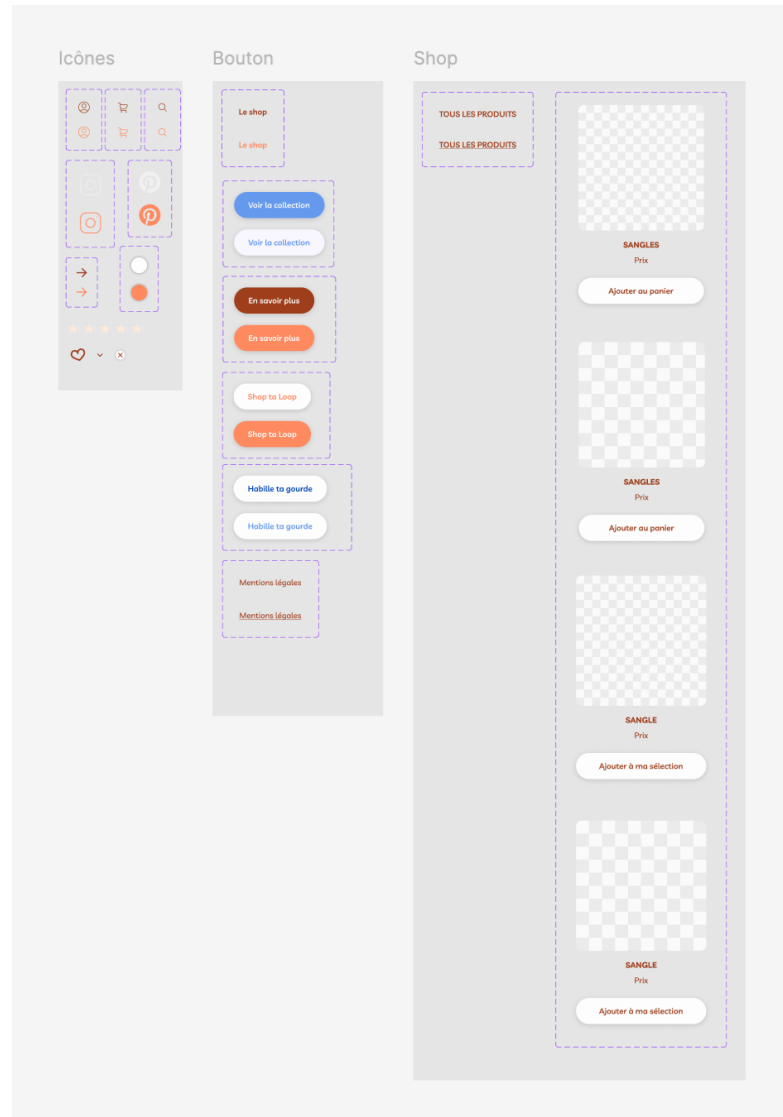 Icônes
Bouton
Le shop
Le shop
Voir la collection
Voir la collection
En savoir plus
En savoir plus
Shop ta Loop
Shop ta Loop
Habille ta gourde
Habille ta gourde
Mentions légales
Mentions légales
Shop
TOUS LES PRODUITS
TOUS LES PRODUITS
SANGLES
Prix
Ajouter au panier
SANGLES
Prix
Ajouter au panier
SANGLE
Prix
Ajouter à ma sélection
SANGLE
Prix
Ajouter à ma sélection